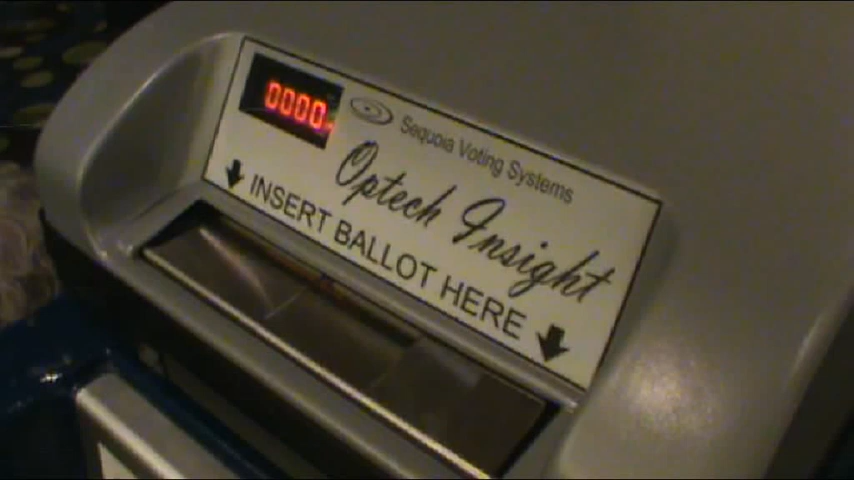 0000
Sequoia Voting Systems
Optech Insight
INSERT BALLOT HERE